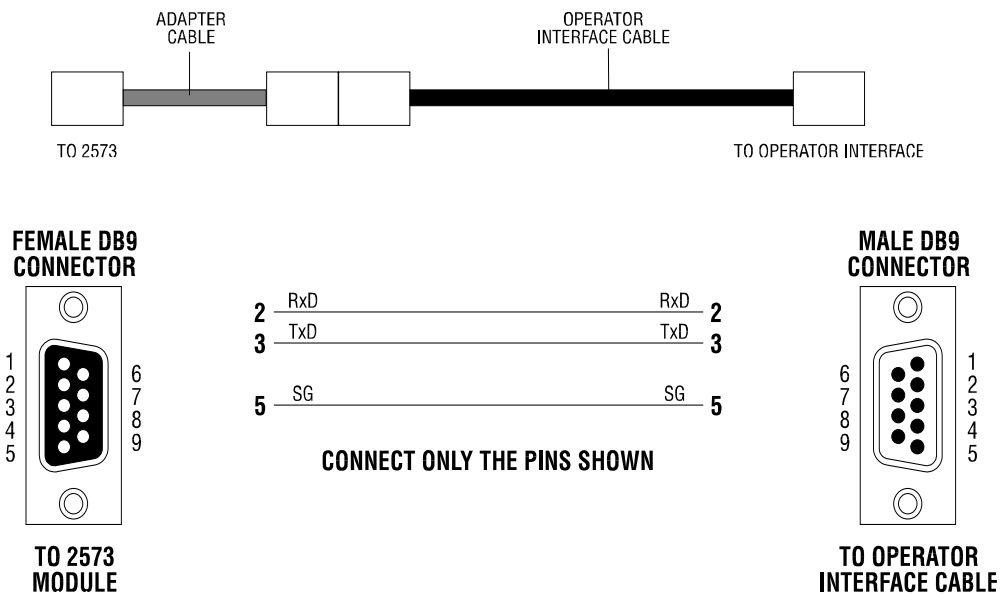 ADAPTER
CABLE
OPERATOR
INTERFACE CABLE
TO 2573
TO OPERATOR INTERFACE
FEMALE DB9
CONNECTOR
MALE DB9
CONNECTOR
2 RxD RxD 2
3 TxD TxD 3
5 SG SG 5
1
2
3
4
5
6
7
8
9
6
7
8
9
1
2
3
4
5
CONNECT ONLY THE PINS SHOWN
TO 2573
MODULE
TO OPERATOR
INTERFACE CABLE